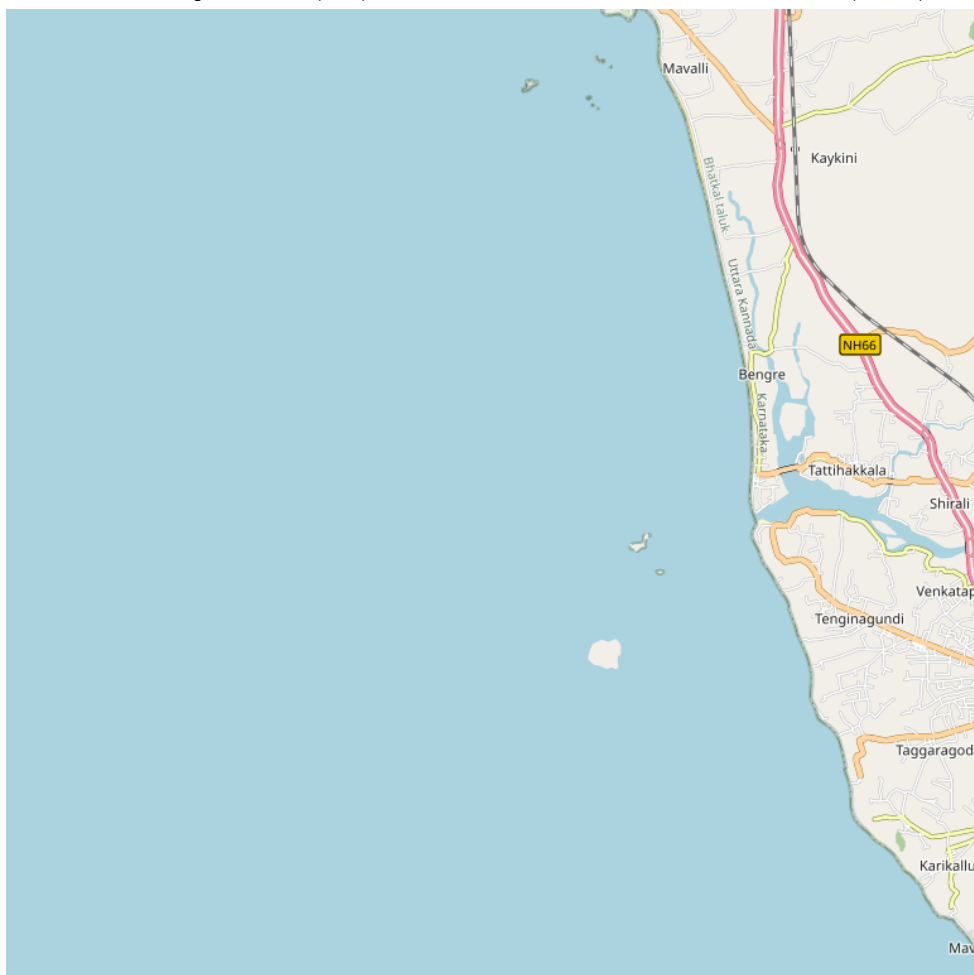 Mavalli
Kaykini
Bhatkal taluk
Uttara Kannada
NH66
Bengre
Karnataka
Tattihakkala
Shirali
Venkatap
Tenginagundi
Taggaragod
Karikallu
Mav